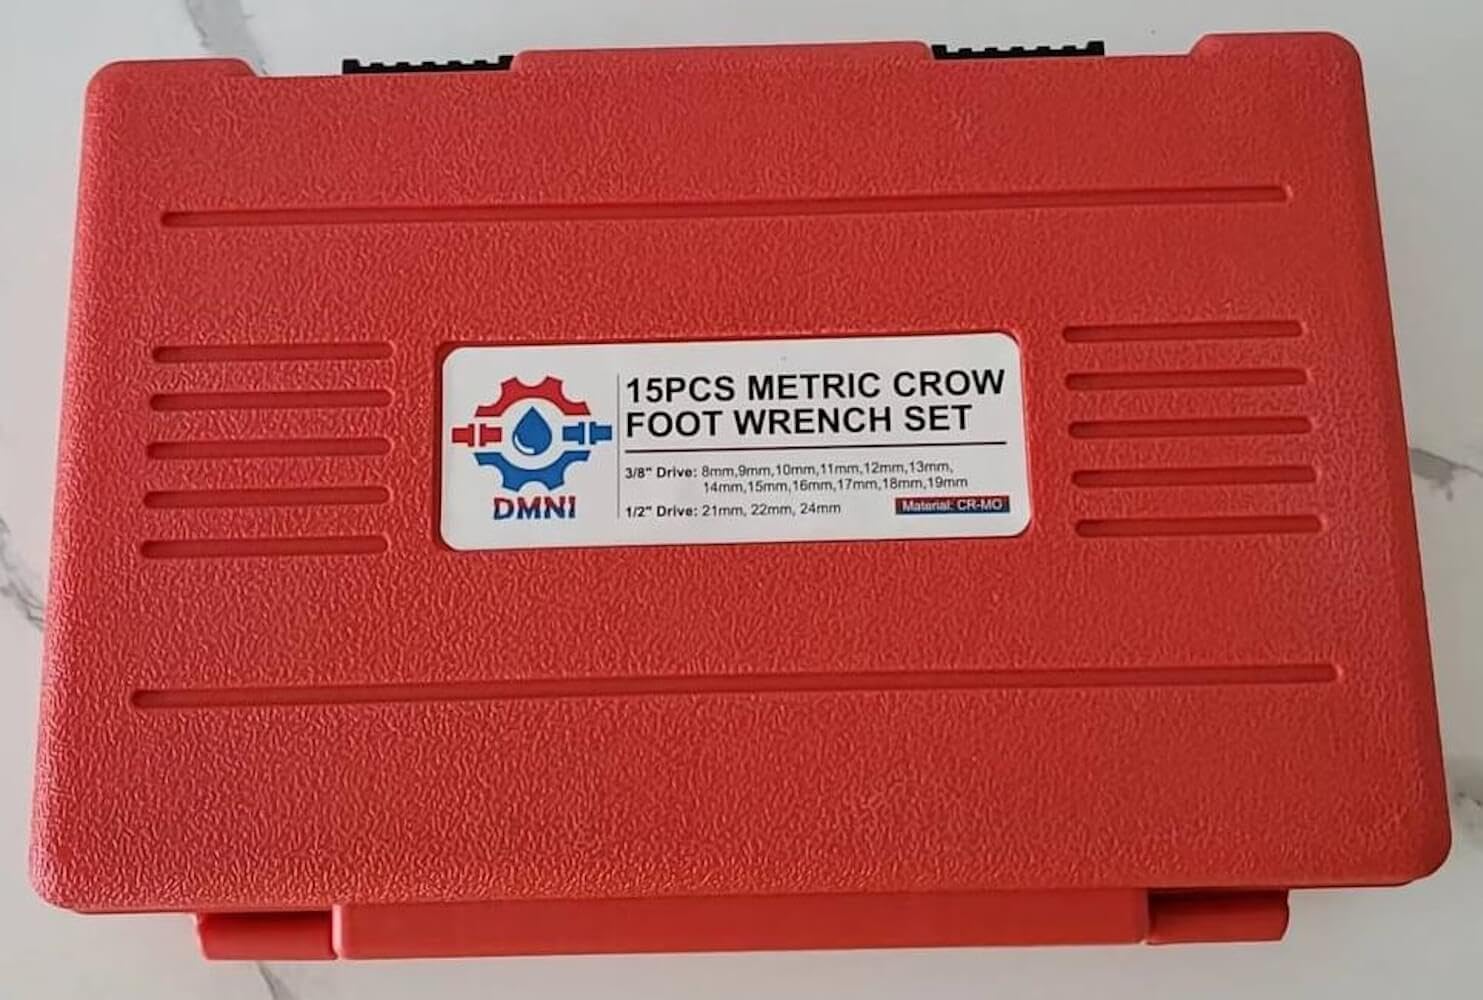 15PCS METRIC CROW
FOOT WRENCH SET
3/8" Drive: 8mm,9mm,10mm,11mm,12mm,13mm,
14mm,15mm,16mm,17mm,18mm,19mm
1/2" Drive: 21mm, 22mm, 24mm
Material: CR-MO
DMNI